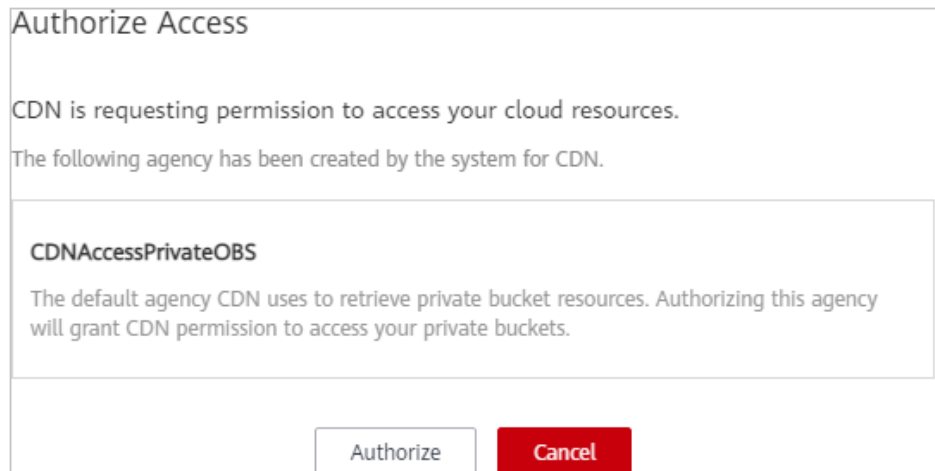 Authorize Access
CDN is requesting permission to access your cloud resources.
The following agency has been created by the system for CDN.
CDNAccessPrivateOBS
The default agency CDN uses to retrieve private bucket resources. Authorizing this agency
will grant CDN permission to access your private buckets.
Authorize Cancel